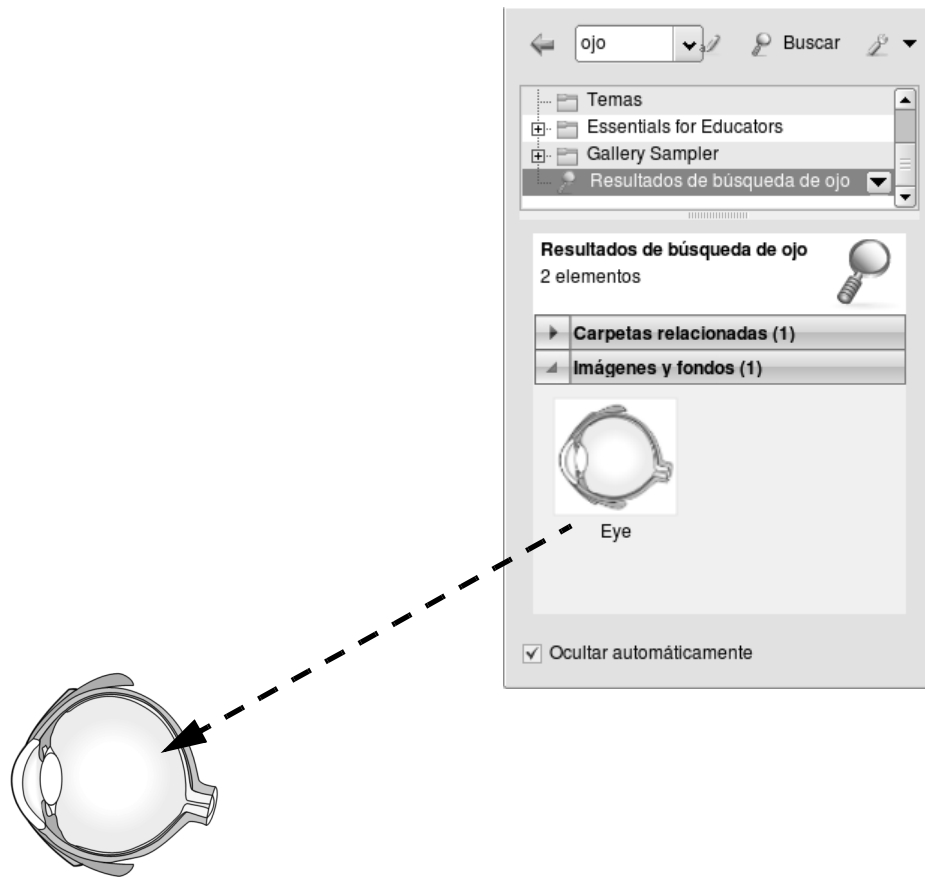 ojo
Buscar
Temas
Essentials for Educators
Gallery Sampler
Resultados de búsqueda de ojo
Resultados de búsqueda de ojo
2 elementos
Carpetas relacionadas (1)
Imágenes y fondos (1)
Eye
Ocultar automáticamente